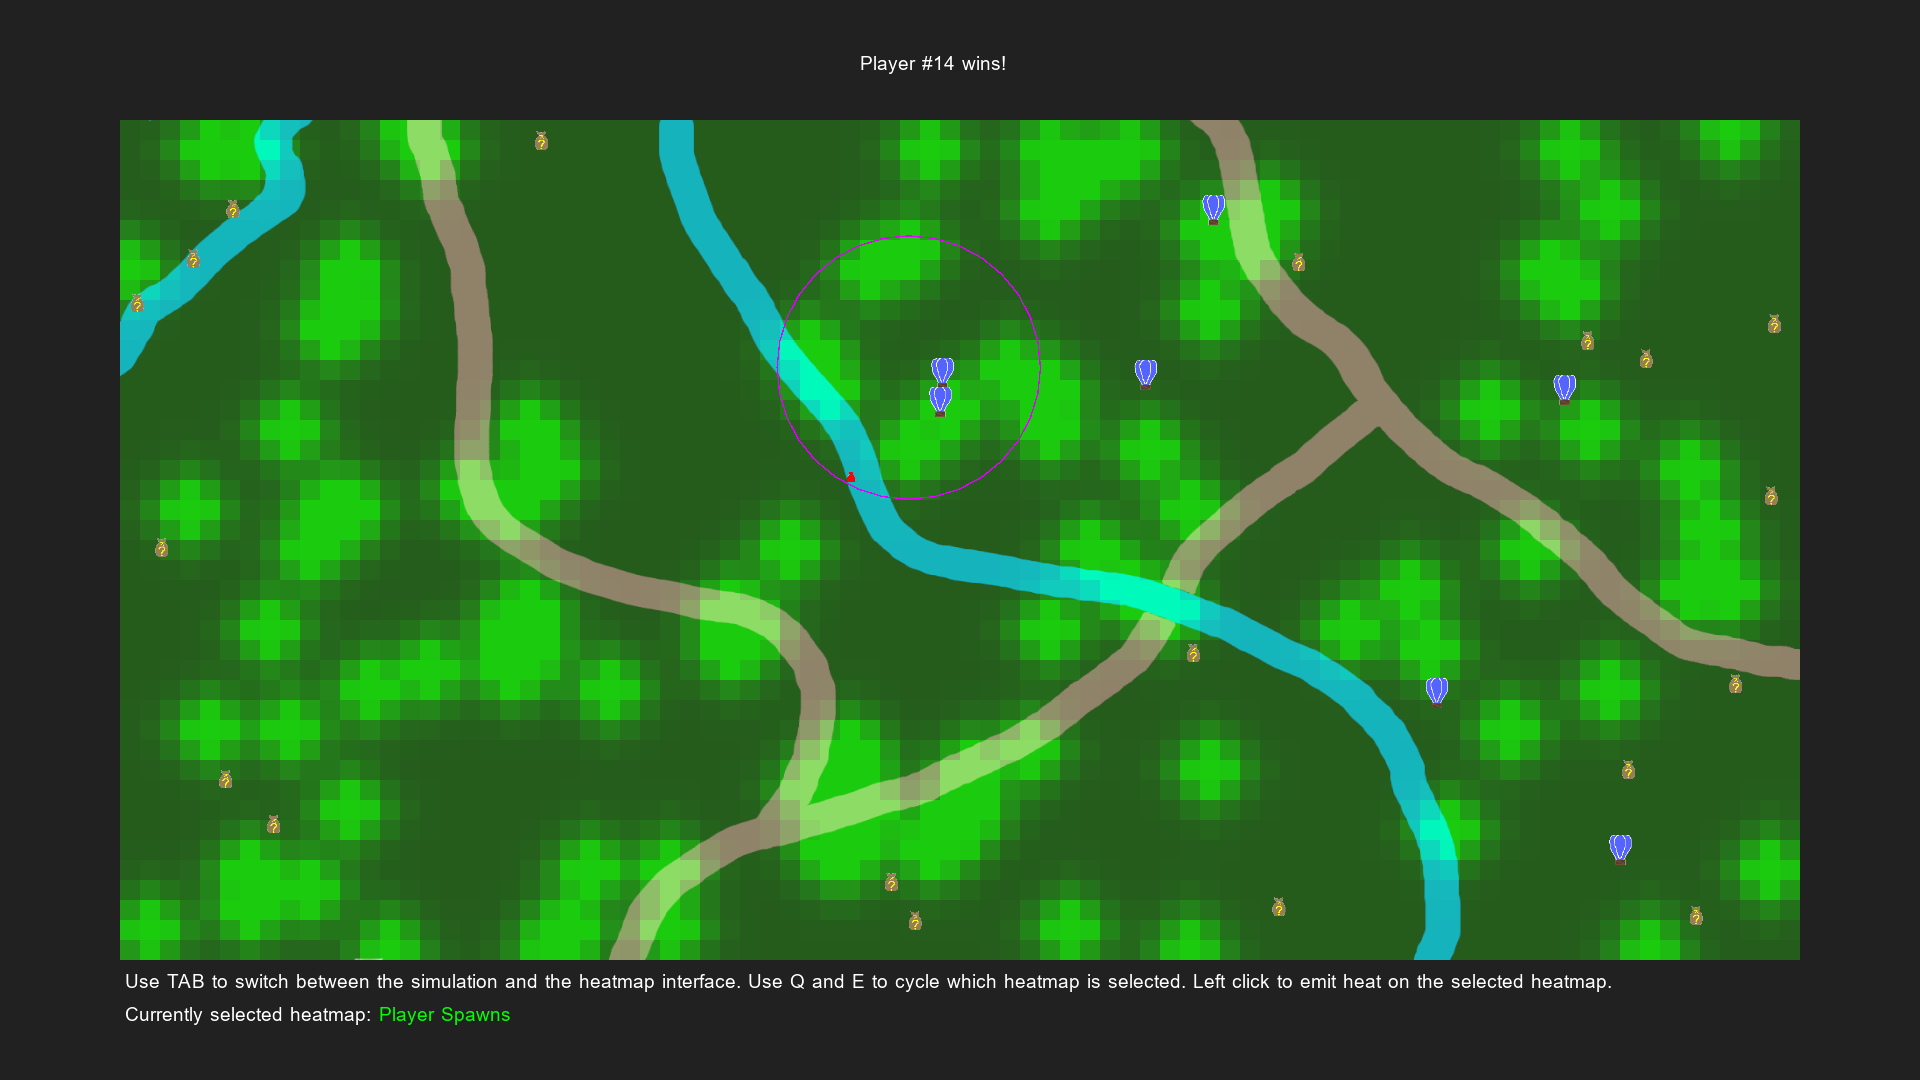 Player #14 wins!
Use TAB to switch between the simulation and the heatmap interface. Use Q and E to cycle which heatmap is selected. Left click to emit heat on the selected heatmap.
Currently selected heatmap: Player Spawns